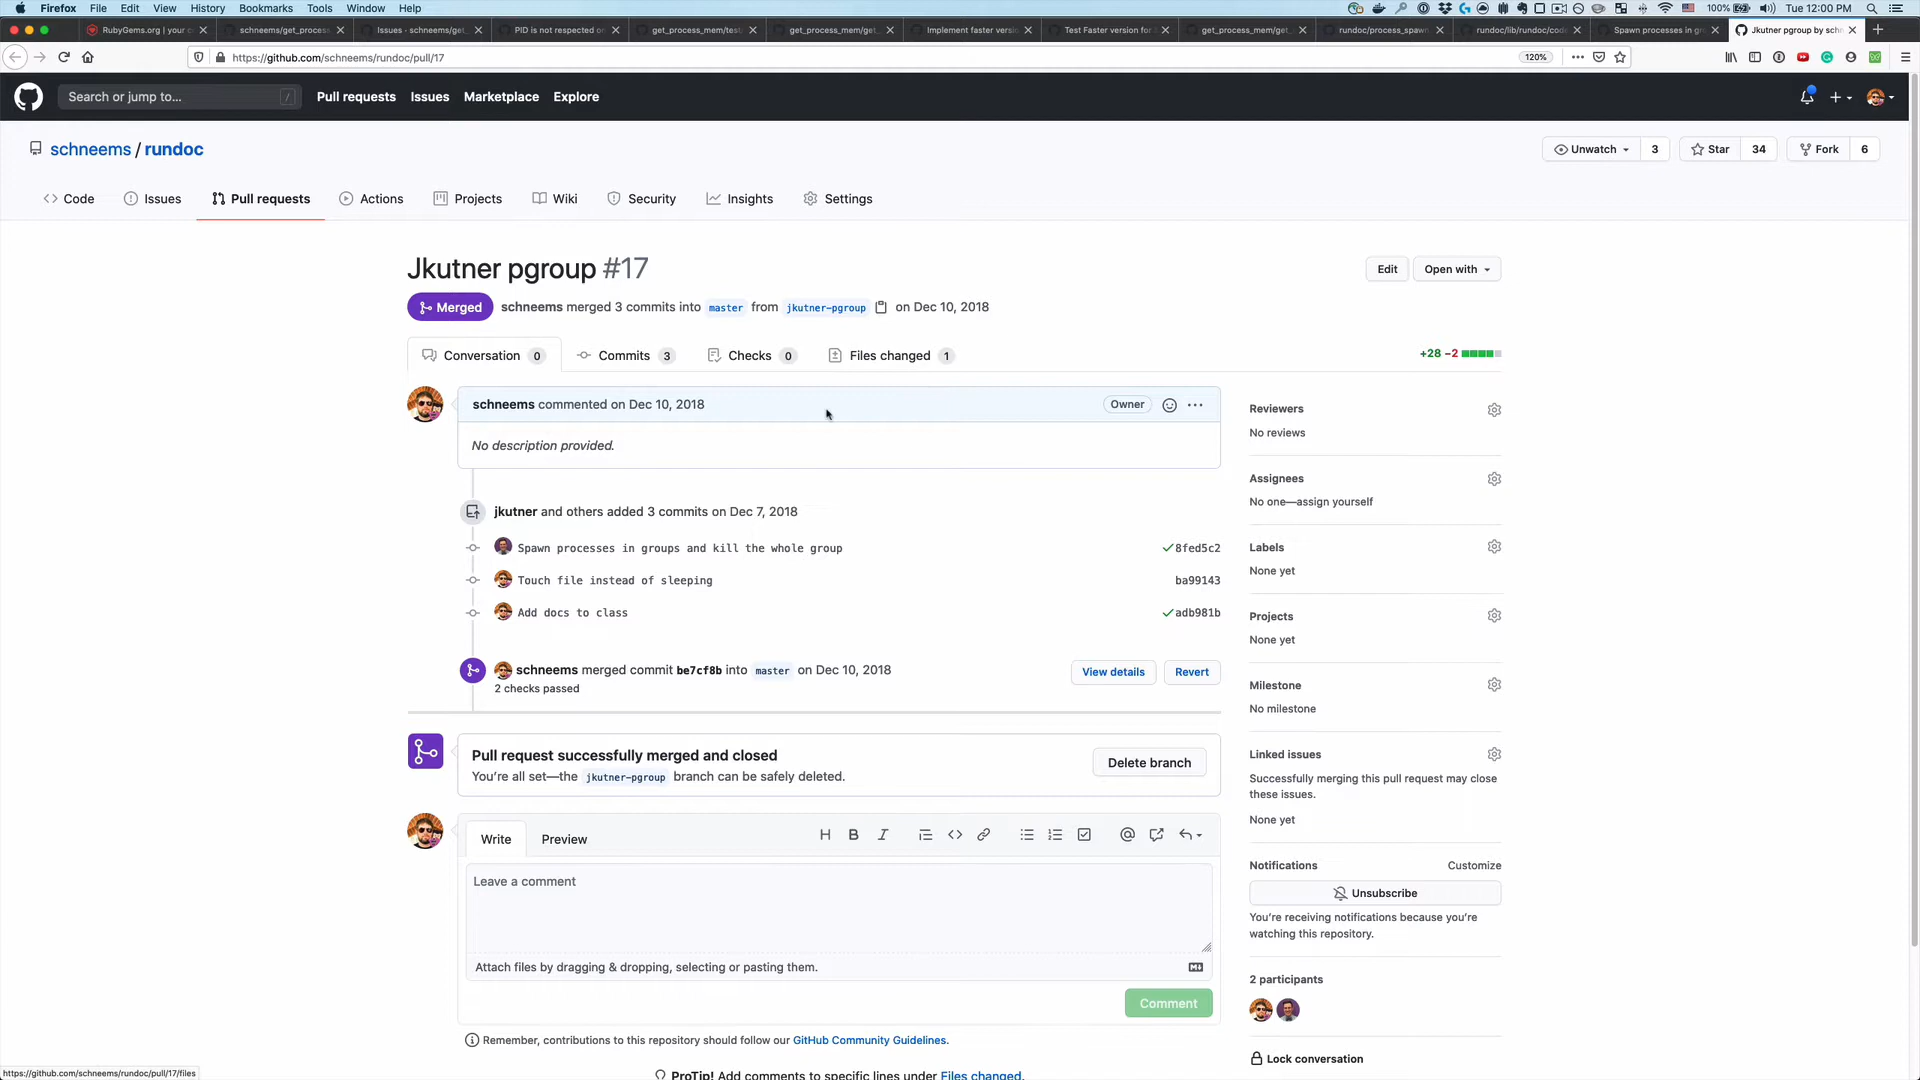 Firefox File Edit View History Bookmarks Tools Window Help 100% Tue 12:00 PM
RubyGems.org | your c schneems/get_process Issues · schneems/get_ PID is not respected or get_process_mem/test get_process_mem/get_ Implement faster versio Test Faster version for get_process_mem/get_ rundoc/process_spawn rundoc/lib/rundoc/code Spawn processes in gr Jkutner pgroup by schn
https://github.com/schneems/rundoc/pull/17 120%
Search or jump to... / Pull requests Issues Marketplace Explore
schneems / rundoc Unwatch 3 Star 34 Fork 6
Code Issues Pull requests Actions Projects Wiki Security Insights Settings
Jkutner pgroup #17 Edit Open with
Merged schneems merged 3 commits into master from jkutner-pgroup on Dec 10, 2018
Conversation 0 Commits 3 Checks 0 Files changed 1 +28 −2
schneems commented on Dec 10, 2018 Owner
No description provided.
jkutner and others added 3 commits on Dec 7, 2018
Spawn processes in groups and kill the whole group 8fed5c2
Touch file instead of sleeping ba99143
Add docs to class adb981b
schneems merged commit be7cf8b into master on Dec 10, 2018 View details Revert
2 checks passed
Pull request successfully merged and closed
You’re all set—the jkutner-pgroup branch can be safely deleted. Delete branch
Write Preview
Leave a comment
Attach files by dragging & dropping, selecting or pasting them.
Comment
Remember, contributions to this repository should follow our GitHub Community Guidelines.
ProTip! Add comments to specific lines under Files changed.
Reviewers
No reviews
Assignees
No one—assign yourself
Labels
None yet
Projects
None yet
Milestone
No milestone
Linked issues
Successfully merging this pull request may close
these issues.
None yet
Notifications Customize
Unsubscribe
You’re receiving notifications because you’re
watching this repository.
2 participants
Lock conversation
https://github.com/schneems/rundoc/pull/17/files